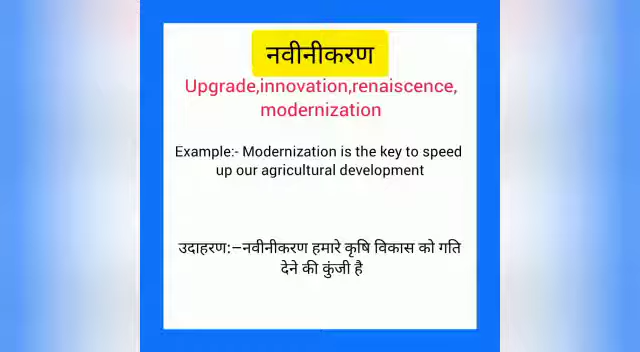 नवीनीकरण
Upgrade,innovation,renaiscence,
modernization
Example:- Modernization is the key to speed
up our agricultural development
उदाहरण:–नवीनीकरण हमारे कृषि विकास को गति
देने की कुंजी है